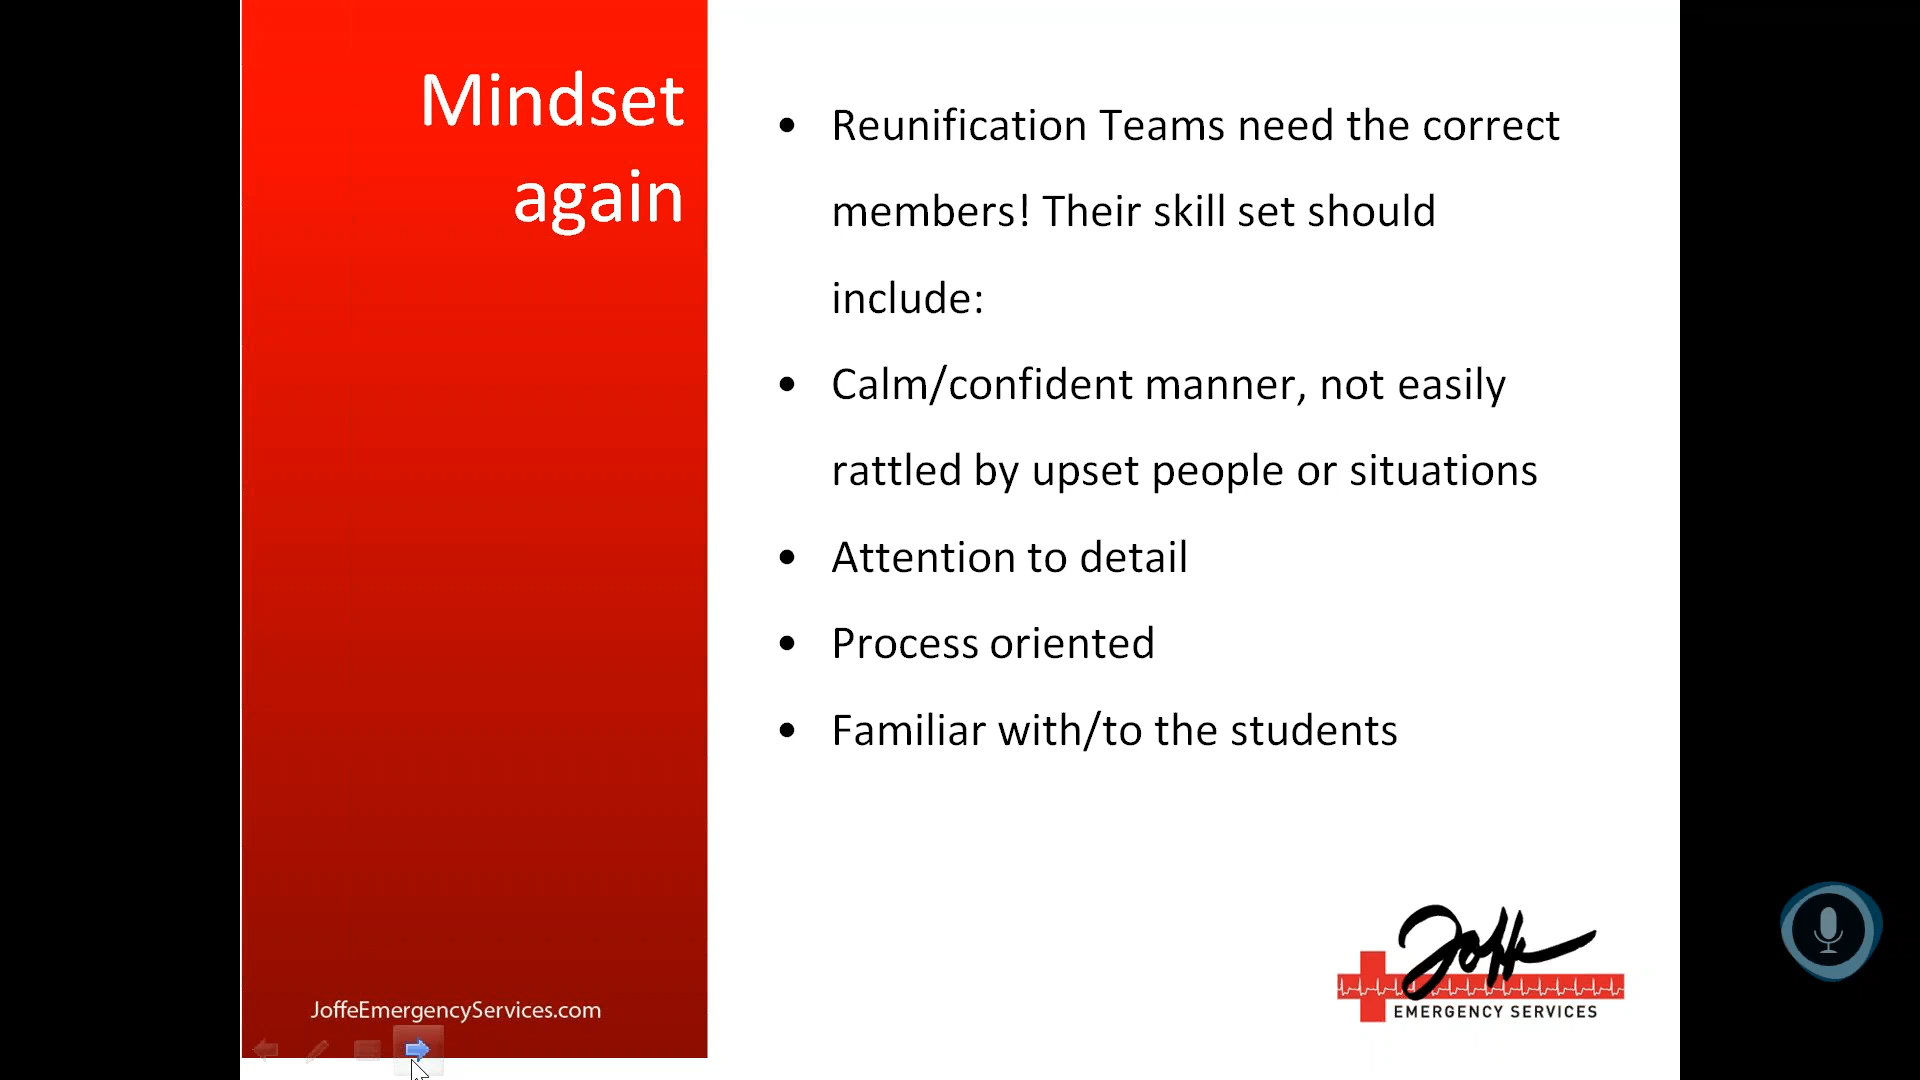 Mindset
again
• Reunification Teams need the correct
members! Their skill set should
include:
• Calm/confident manner, not easily
rattled by upset people or situations
• Attention to detail
• Process oriented
• Familiar with/to the students
JoffeEmergencyServices.com
Joffe
EMERGENCY SERVICES